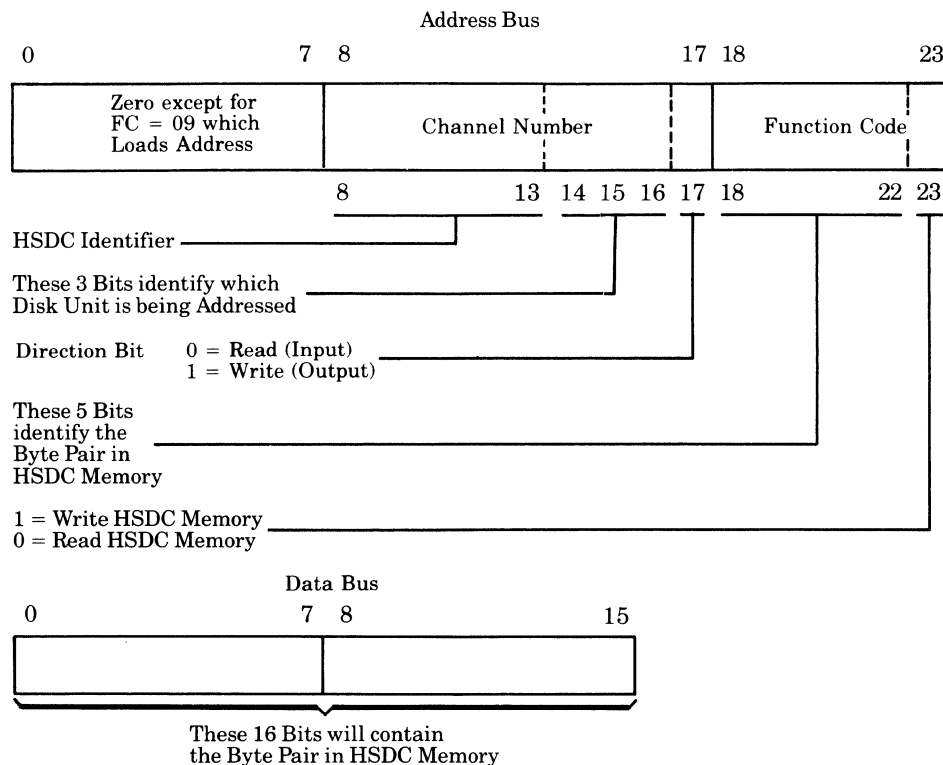 Address Bus
0 7 8 17 18 23
Zero except for
FC = 09 which
Loads Address
Channel Number
Function Code
8 13 14 15 16 17 18 22 23
HSDC Identifier
These 3 Bits identify which
Disk Unit is being Addressed
Direction Bit 0 = Read (Input)
1 = Write (Output)
These 5 Bits
identify the
Byte Pair in
HSDC Memory
1 = Write HSDC Memory
0 = Read HSDC Memory
Data Bus
0 7 8 15
These 16 Bits will contain
the Byte Pair in HSDC Memory